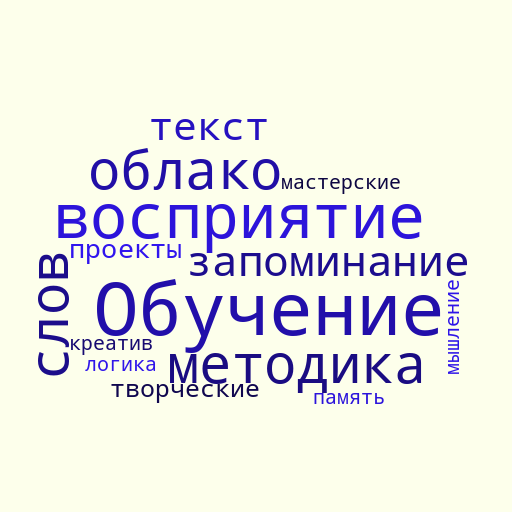 текст
облако
мастерские
восприятие
проекты
запоминание
слов
Обучение
мышление
креатив
логика
методика
творческие
память